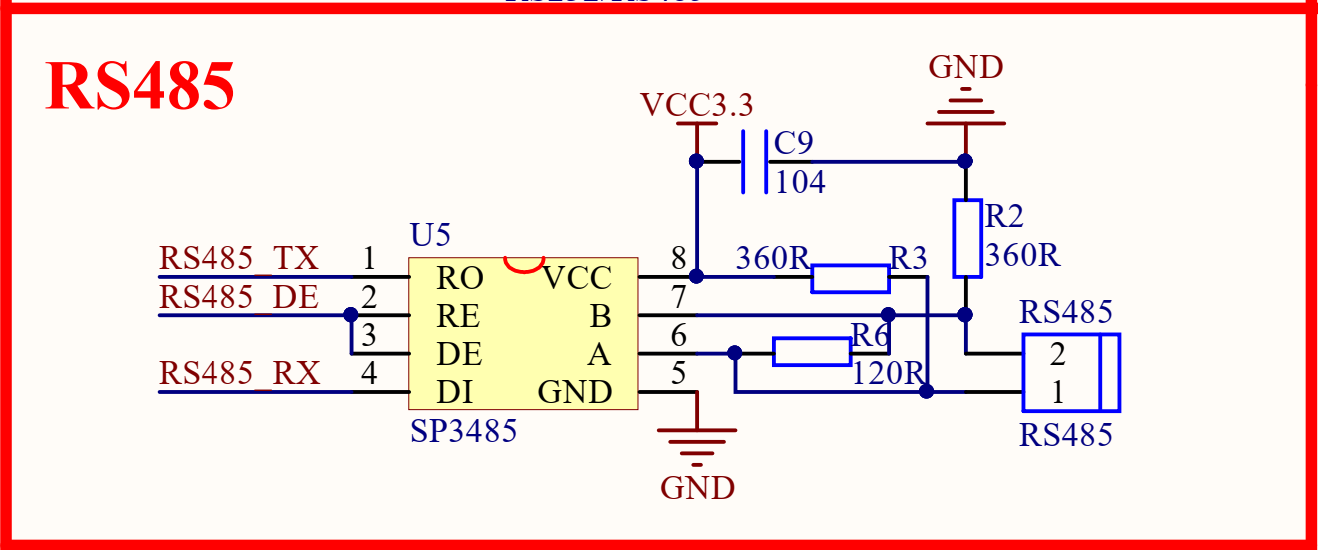 RS485
GND
VCC3.3
C9
104
R2
360R
U5
RS485_TX 1 RO VCC 8 360R R3
RS485_DE 2 RE B 7
3 DE A 6 R6
RS485_RX 4 DI GND 5 120R
SP3485
RS485
2
1
RS485
GND